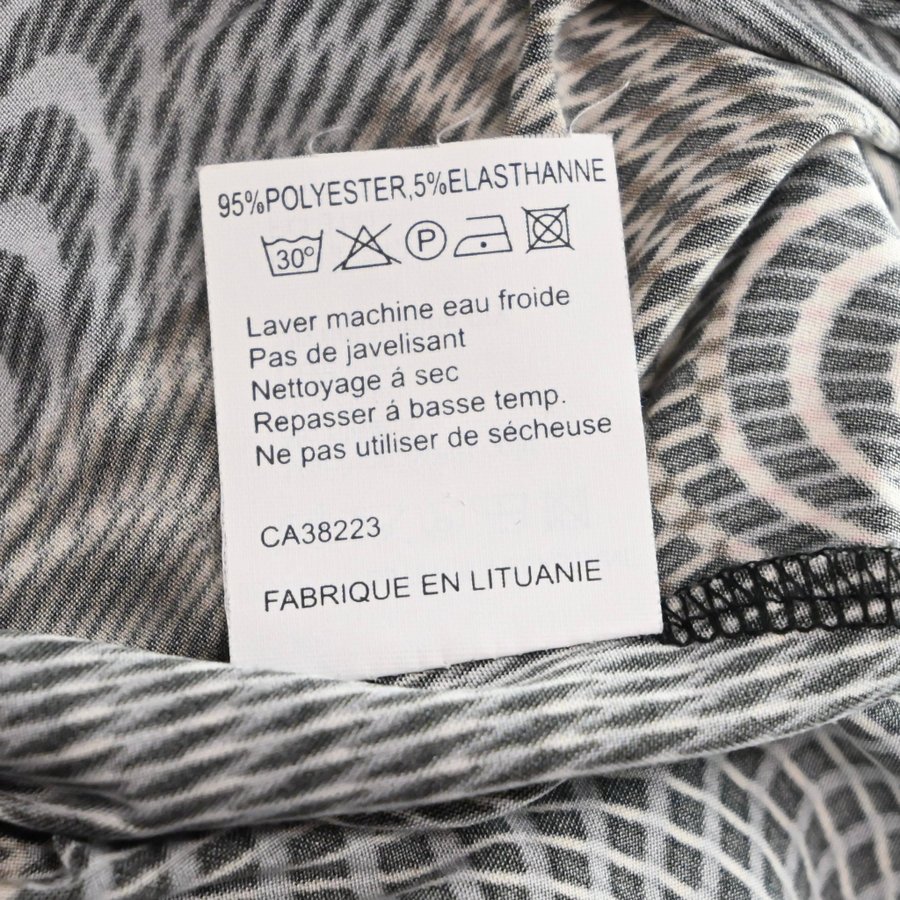 95%POLYESTER,5%ELASTHANNE
30° P
Laver machine eau froide
Pas de javelisant
Nettoyage á sec
Repasser á basse temp.
Ne pas utiliser de sécheuse
CA38223
FABRIQUE EN LITUANIE